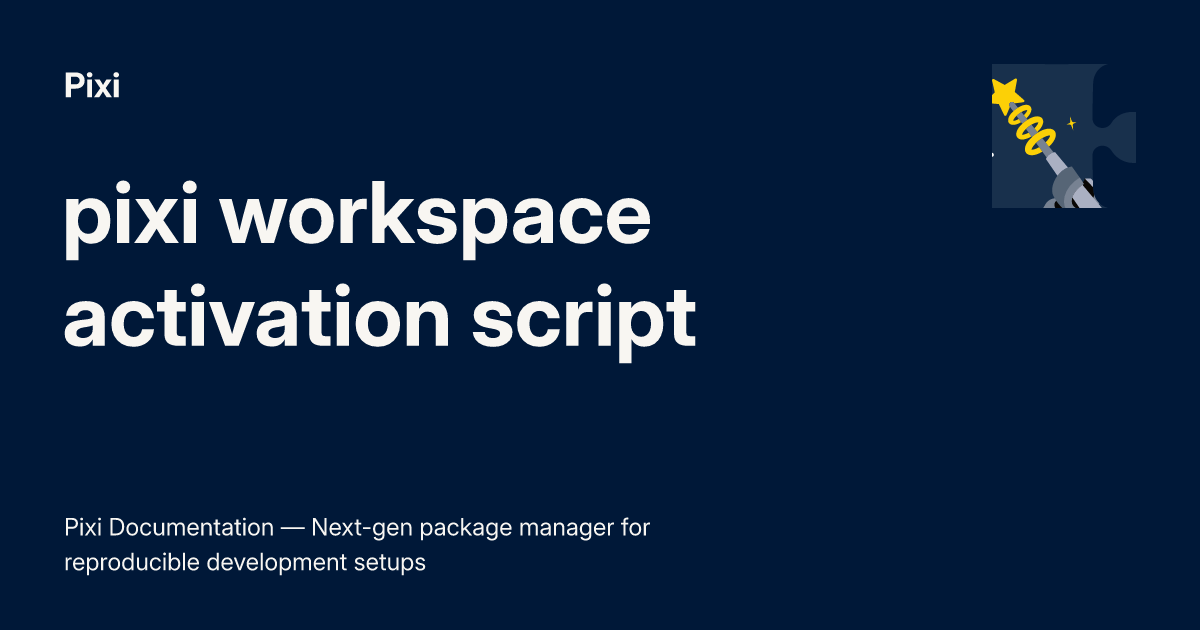 Pixi
pixi workspace
activation script
Pixi Documentation — Next-gen package manager for
reproducible development setups